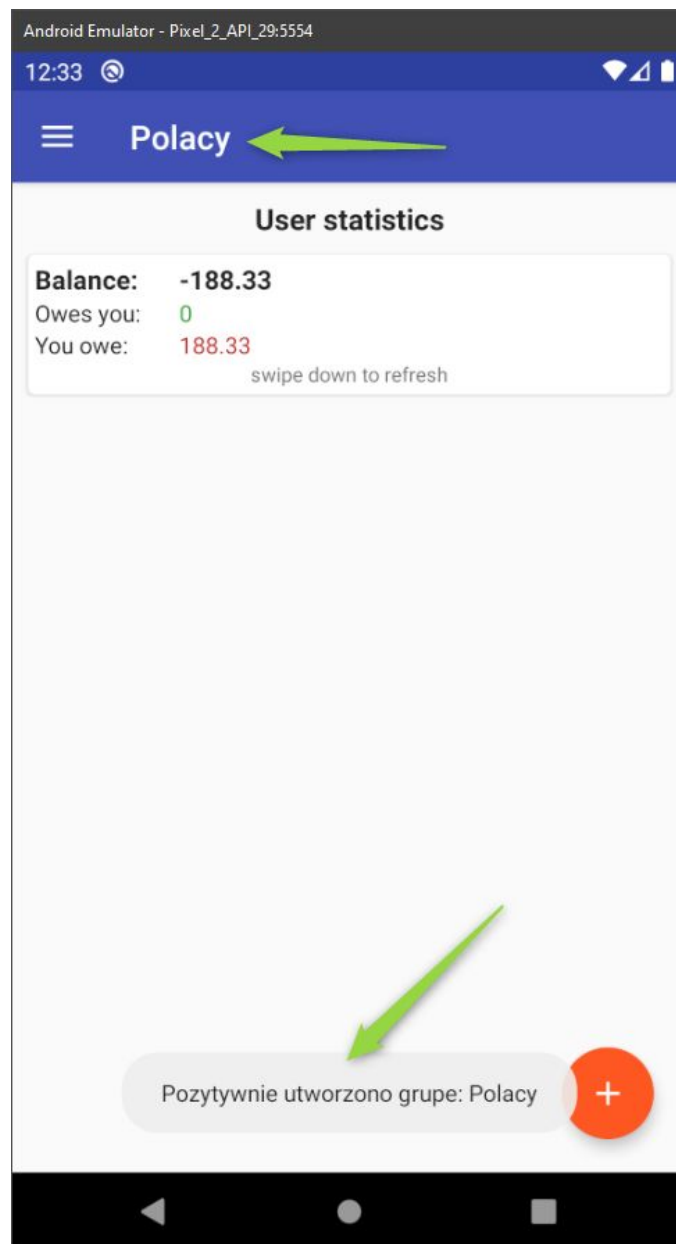 Android Emulator - Pixel_2_API_29:5554
12:33
Polacy
User statistics
Balance: -188.33
Owes you: 0
You owe: 188.33
swipe down to refresh
Pozytywnie utworzono grupe: Polacy
+